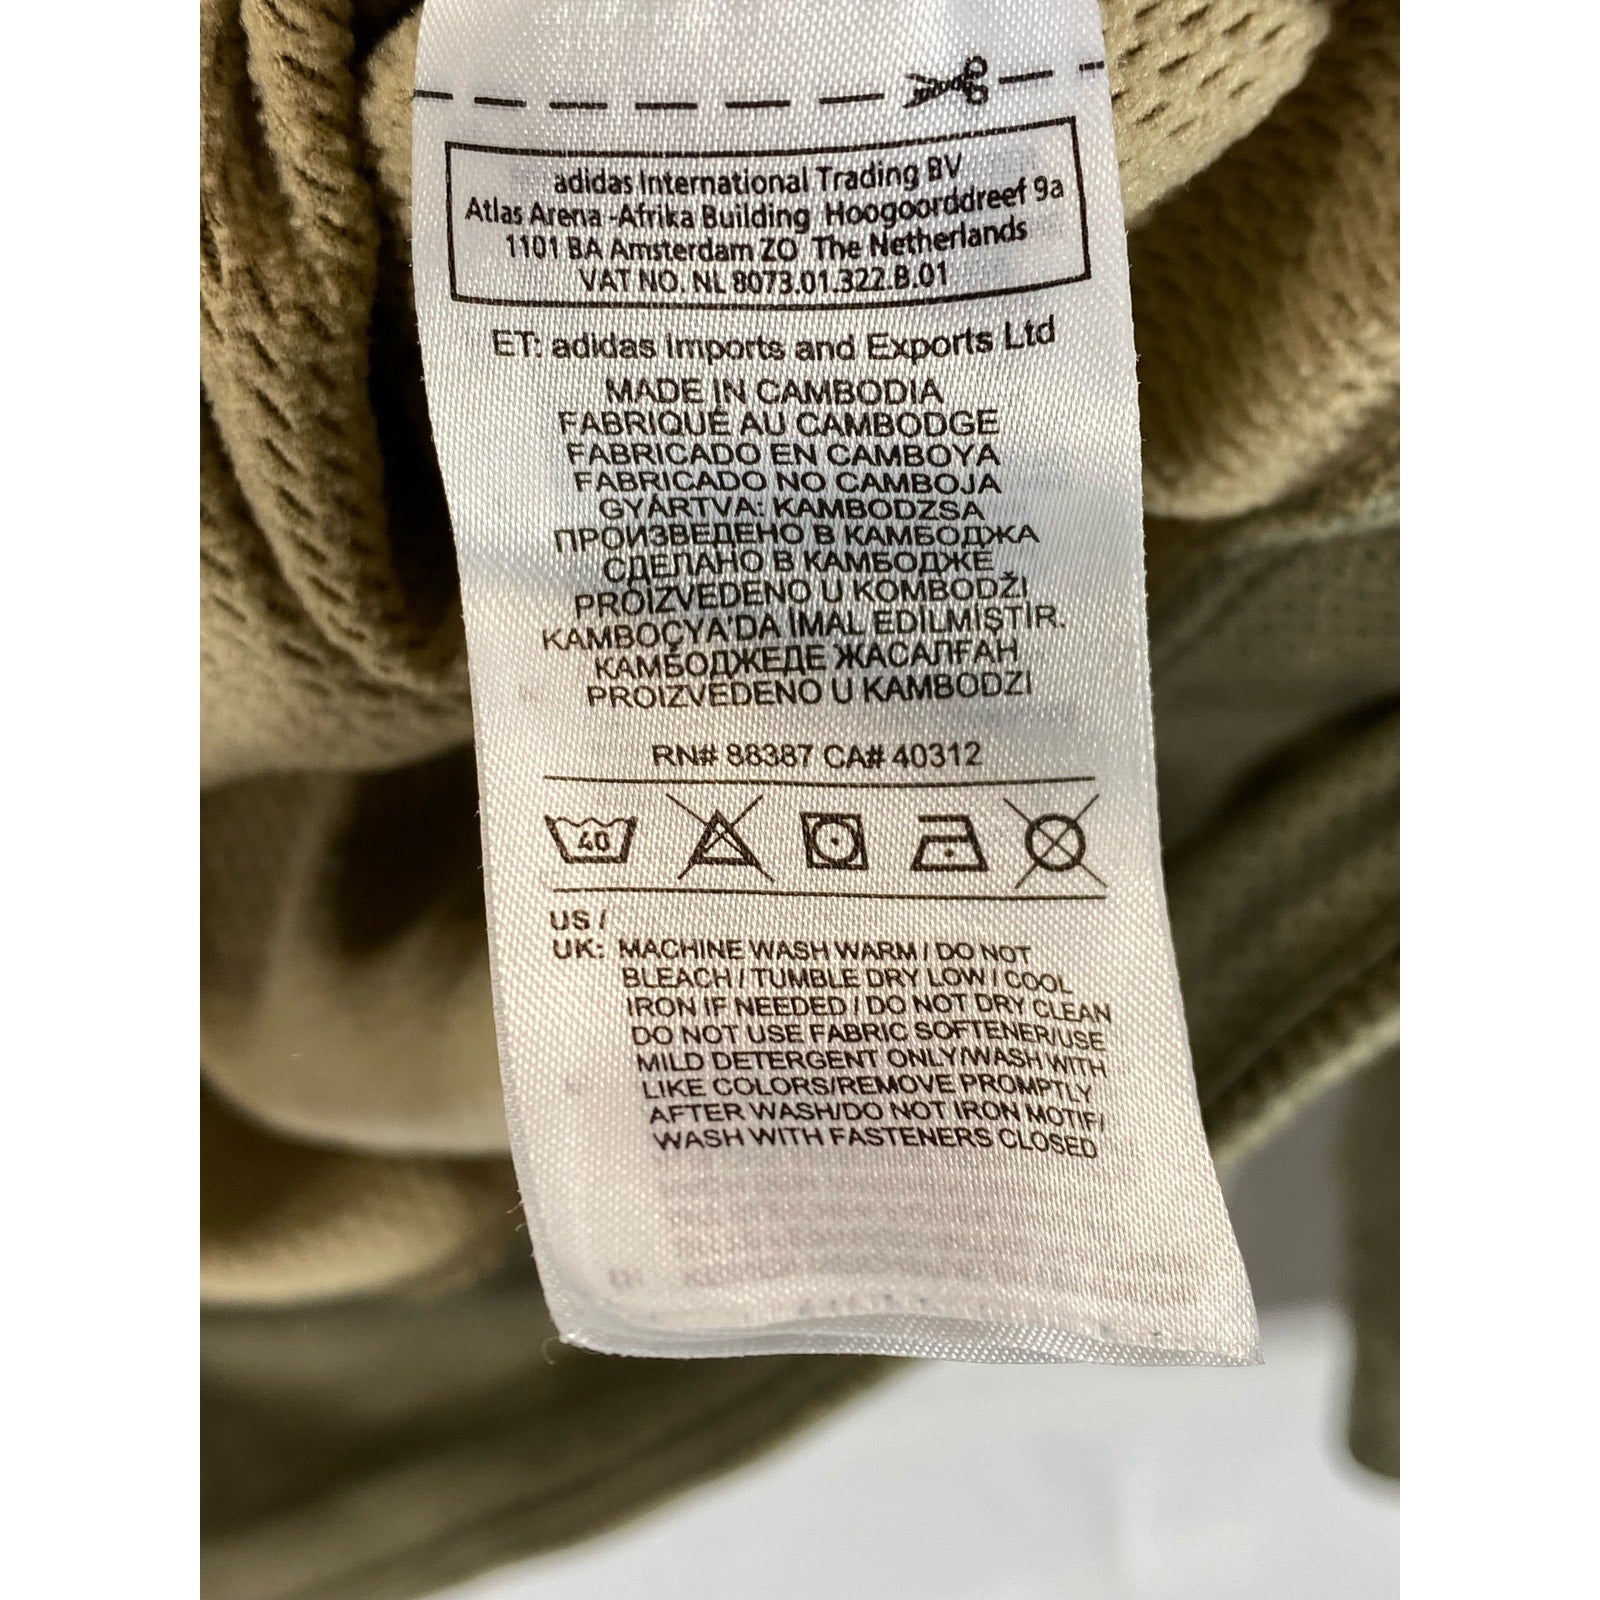 adidas International Trading BV
Atlas Arena -Afrika Building Hoogoorddreef 9a
1101 BA Amsterdam ZO The Netherlands
VAT NO. NL 8073.01.322.B.01
ET: adidas Imports and Exports Ltd
MADE IN CAMBODIA
FABRIQUÉ AU CAMBODGE
FABRICADO EN CAMBOYA
FABRICADO NO CAMBOJA
GYÁRTVA: KAMBODZSA
ПРОИЗВЕДЕНО В КАМБОДЖА
СДЕЛАНО В КАМБОДЖЕ
PROIZVEDENO U KOMBODŽI
KAMBOÇYA'DA İMAL EDİLMİŞTİR.
КАМБОДЖЕДЕ ЖАСАЛҒАН
PROIZVEDENO U KAMBODZI
RN# 88387 CA# 40312
40
US /
UK: MACHINE WASH WARM / DO NOT
BLEACH / TUMBLE DRY LOW / COOL
IRON IF NEEDED / DO NOT DRY CLEAN
DO NOT USE FABRIC SOFTENER/USE
MILD DETERGENT ONLY/WASH WITH
LIKE COLORS/REMOVE PROMPTLY
AFTER WASH/DO NOT IRON MOTIF/
WASH WITH FASTENERS CLOSED